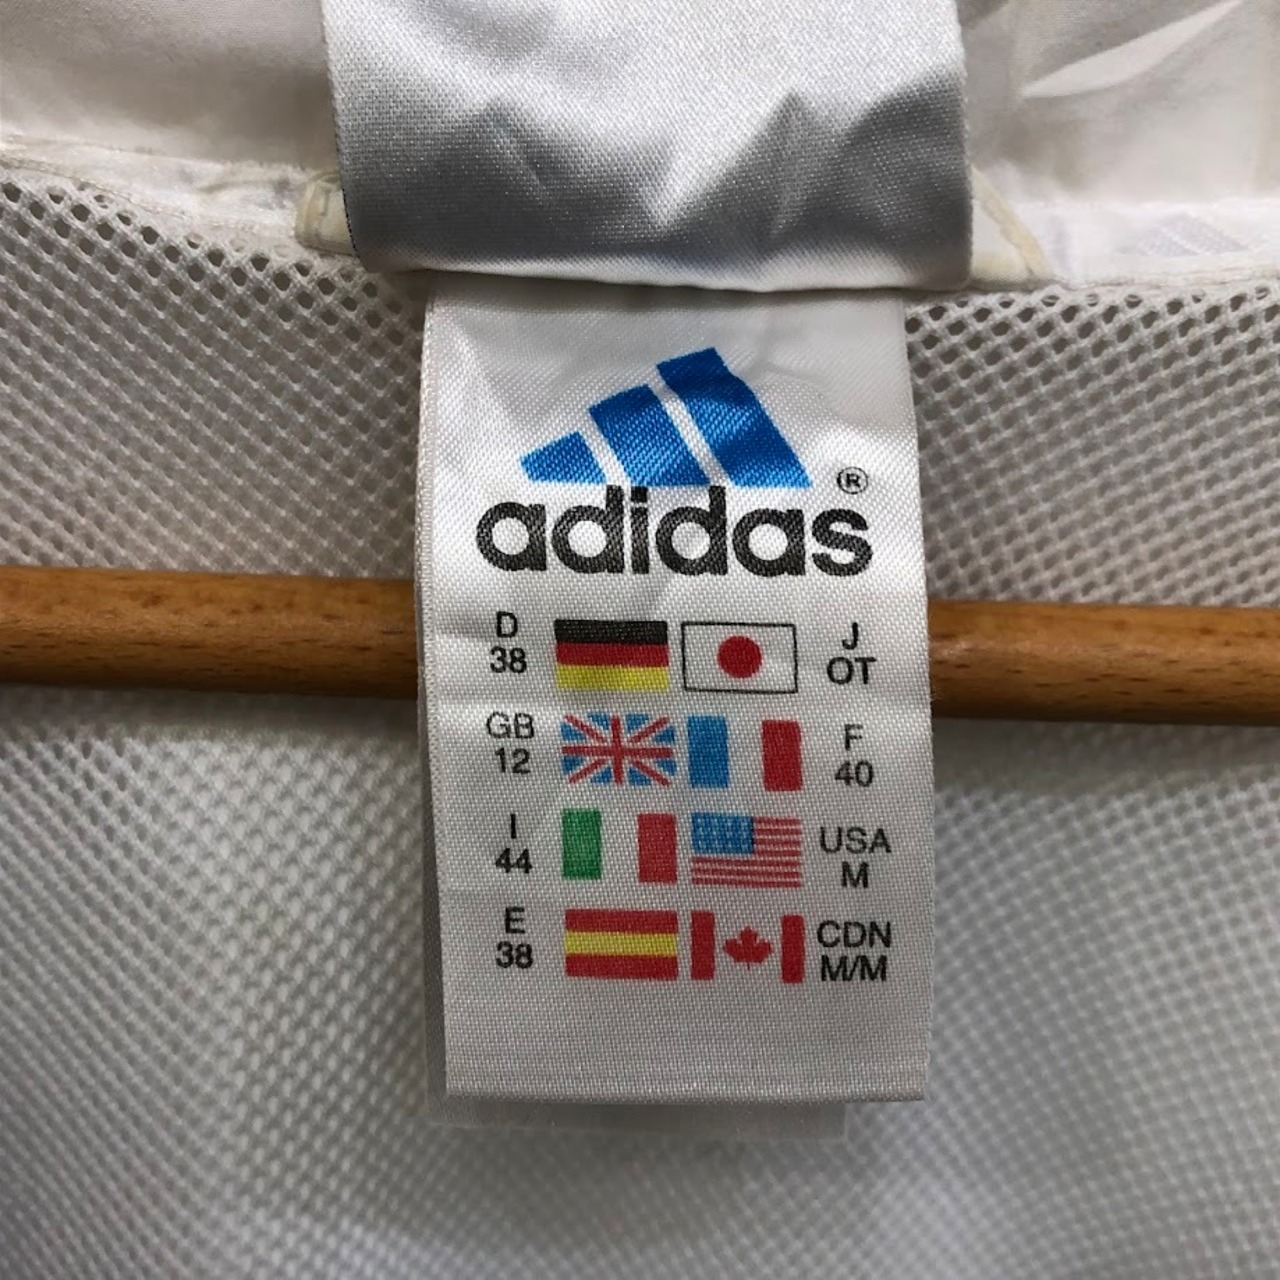 adidas®
D J
38 OT
GB F
12 40
I USA
44 M
E CDN
38 M/M